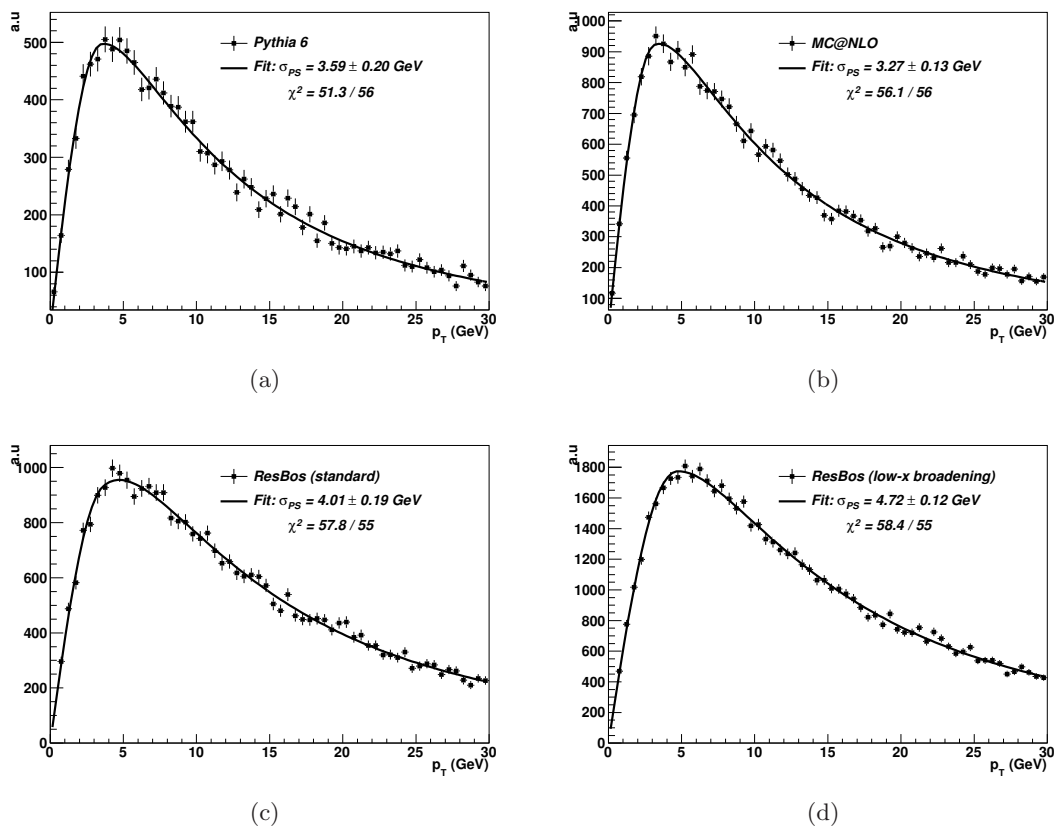 a.u
500
400
300
200
100
Pythia 6
Fit: σPS = 3.59 ± 0.20 GeV
χ² = 51.3 / 56
0 5 10 15 20 25 30
pT (GeV)
(a)
a.u
1000
900
800
700
600
500
400
300
200
100
MC@NLO
Fit: σPS = 3.27 ± 0.13 GeV
χ² = 56.1 / 56
0 5 10 15 20 25 30
pT (GeV)
(b)
a.u
1000
800
600
400
200
0
ResBos (standard)
Fit: σPS = 4.01 ± 0.19 GeV
χ² = 57.8 / 55
0 5 10 15 20 25 30
pT (GeV)
(c)
a.u
1800
1600
1400
1200
1000
800
600
400
200
0
ResBos (low-x broadening)
Fit: σPS = 4.72 ± 0.12 GeV
χ² = 58.4 / 55
0 5 10 15 20 25 30
pT (GeV)
(d)